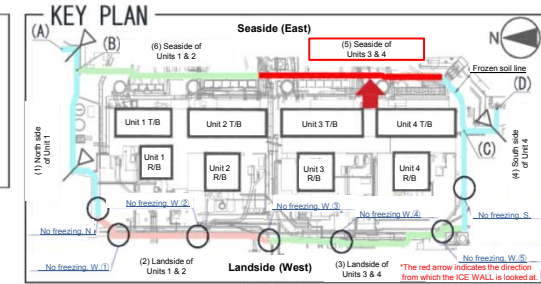 KEY PLAN
Seaside (East)
N
(A)
(B)
(6) Seaside of
Units 1 & 2
(5) Seaside of
Units 3 & 4
Frozen soil line
(D)
(1) North side
of Unit 1
Unit 1 T/B
Unit 2 T/B
Unit 3 T/B
Unit 4 T/B
(C)
(4) South side
of Unit 4
Unit 1
R/B
Unit 2
R/B
Unit 3
R/B
Unit 4
R/B
No freezing, N
No freezing, W.②
No freezing, W.③
No freezing, W.④
No freezing, S.
No freezing, W.①
No freezing, W.⑤
(2) Landside of
Units 1 & 2
Landside (West)
(3) Landside of
Units 3 & 4
*The red arrow indicates the direction
from which the ICE WALL is looked at.